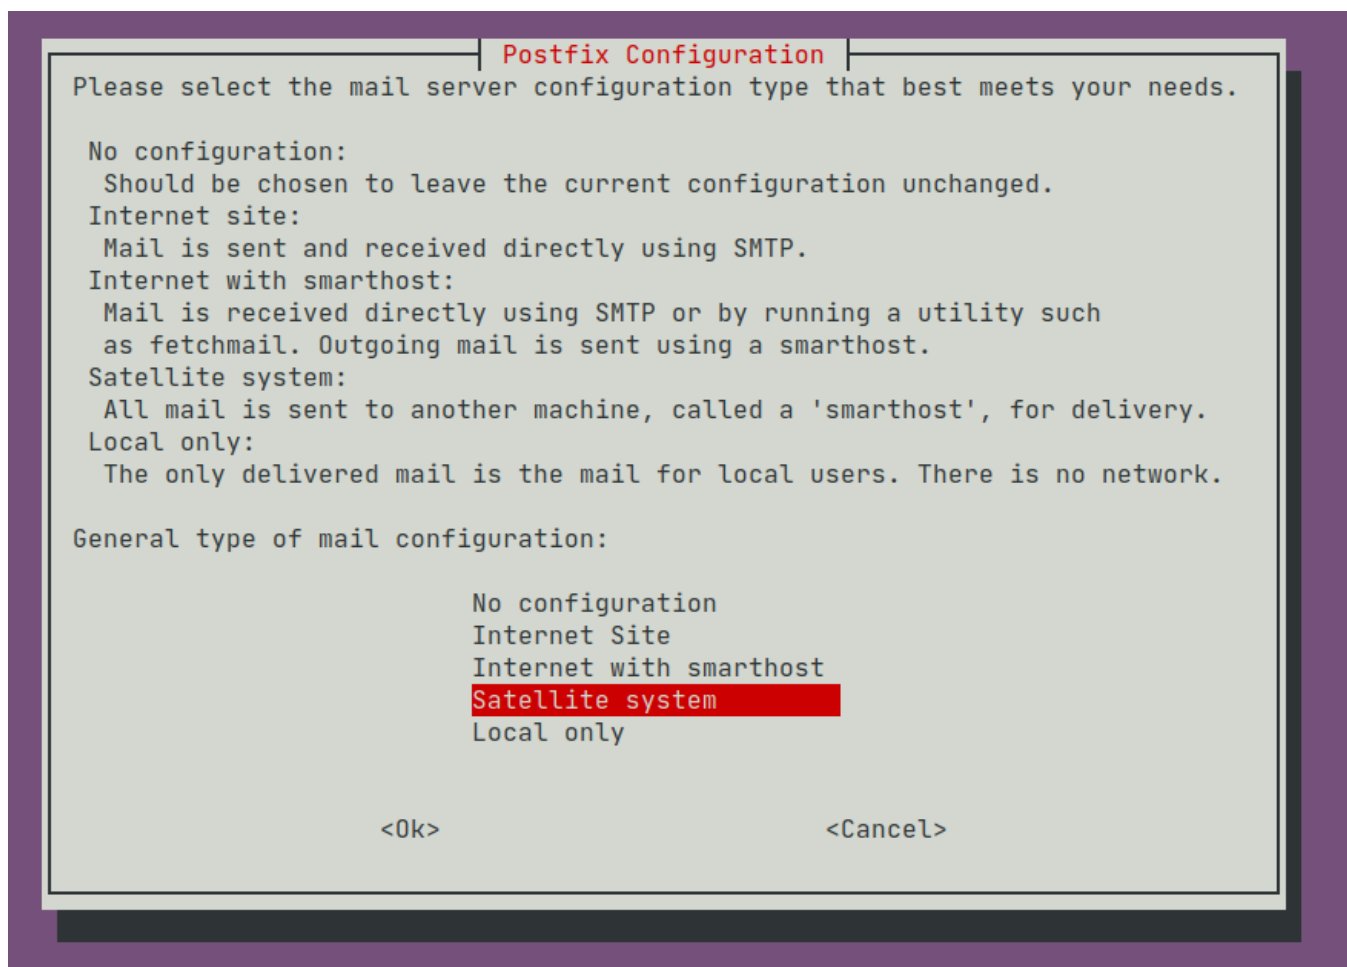 Postfix Configuration
Please select the mail server configuration type that best meets your needs.
No configuration:
Should be chosen to leave the current configuration unchanged.
Internet site:
Mail is sent and received directly using SMTP.
Internet with smarthost:
Mail is received directly using SMTP or by running a utility such
as fetchmail. Outgoing mail is sent using a smarthost.
Satellite system:
All mail is sent to another machine, called a 'smarthost', for delivery.
Local only:
The only delivered mail is the mail for local users. There is no network.
General type of mail configuration:
No configuration
Internet Site
Internet with smarthost
Satellite system
Local only
<Ok> <Cancel>